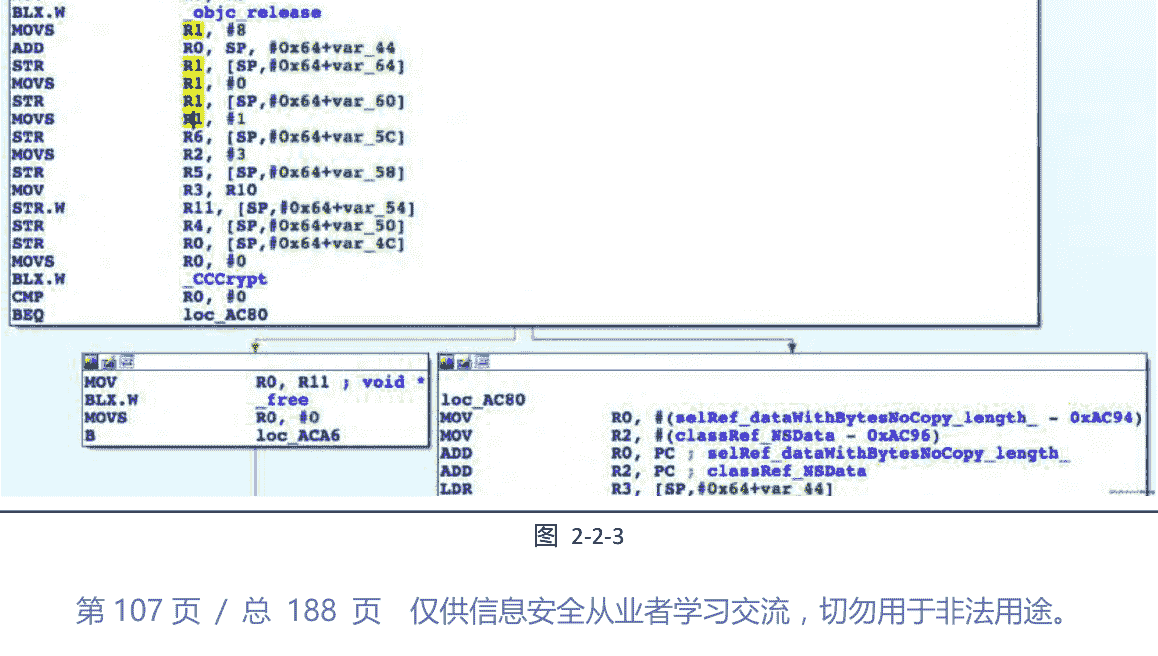 BLX.W _objc_release
MOVS R1, #8
ADD R0, SP, #0x64+var_44
STR R1, [SP,#0x64+var_64]
MOVS R1, #0
STR R1, [SP,#0x64+var_60]
MOVS R1, #1
STR R6, [SP,#0x64+var_5C]
MOVS R2, #3
STR R5, [SP,#0x64+var_58]
MOV R3, R10
STR.W R11, [SP,#0x64+var_54]
STR R4, [SP,#0x64+var_50]
STR R0, [SP,#0x64+var_4C]
MOVS R0, #0
BLX.W _CCCrypt
CMP R0, #0
BEQ loc_AC80
MOV R0, R11 ; void *
BLX.W _free
MOVS R0, #0
B loc_ACA6
loc_AC80
MOV R0, #(selRef_dataWithBytesNoCopy_length_ - 0xAC94)
MOV R2, #(classRef_NSData - 0xAC96)
ADD R0, PC ; selRef_dataWithBytesNoCopy_length_
ADD R2, PC ; classRef_NSData
LDR R3, [SP,#0x64+var_44]
图 2-2-3
第 107 页 / 总 188 页 仅供信息安全从业者学习交流，切勿用于非法用途。